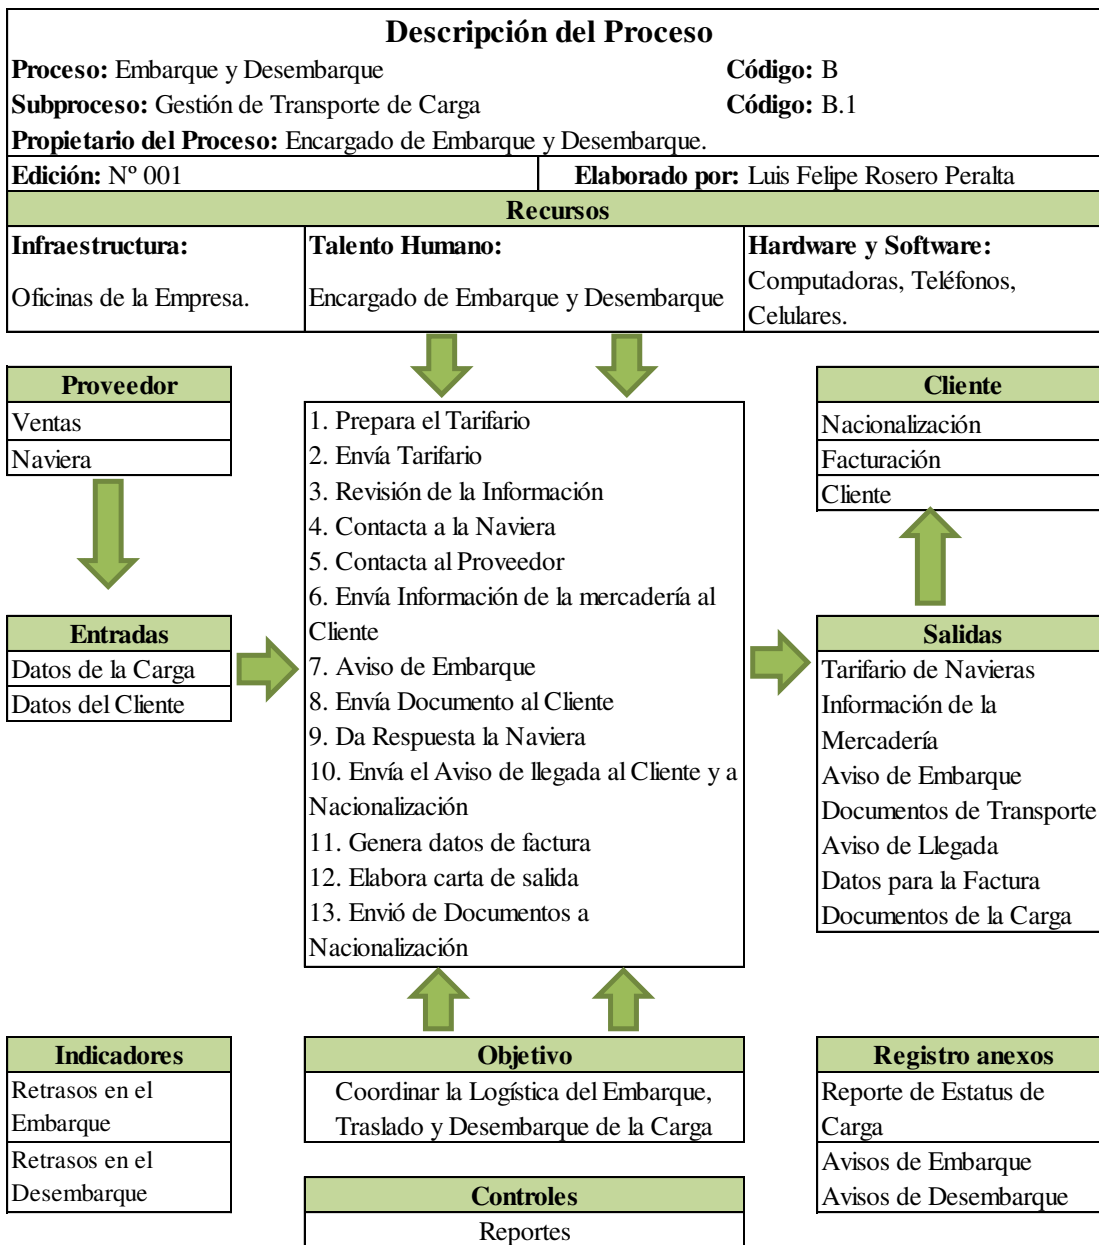 Descripción del Proceso
Proceso: Embarque y Desembarque Código: B
Subproceso: Gestión de Transporte de Carga Código: B.1
Propietario del Proceso: Encargado de Embarque y Desembarque.
Edición: Nº 001 Elaborado por: Luis Felipe Rosero Peralta
Recursos
Infraestructura:
Oficinas de la Empresa.
Talento Humano:
Encargado de Embarque y Desembarque
Hardware y Software:
Computadoras, Teléfonos,
Celulares.
Proveedor
Ventas
Naviera
Entradas
Datos de la Carga
Datos del Cliente
1. Prepara el Tarifario
2. Envía Tarifario
3. Revisión de la Información
4. Contacta a la Naviera
5. Contacta al Proveedor
6. Envía Información de la mercadería al
Cliente
7. Aviso de Embarque
8. Envía Documento al Cliente
9. Da Respuesta la Naviera
10. Envía el Aviso de llegada al Cliente y a
Nacionalización
11. Genera datos de factura
12. Elabora carta de salida
13. Envió de Documentos a
Nacionalización
Cliente
Nacionalización
Facturación
Cliente
Salidas
Tarifario de Navieras
Información de la
Mercadería
Aviso de Embarque
Documentos de Transporte
Aviso de Llegada
Datos para la Factura
Documentos de la Carga
Indicadores
Retrasos en el
Embarque
Retrasos en el
Desembarque
Objetivo
Coordinar la Logística del Embarque,
Traslado y Desembarque de la Carga
Controles
Reportes
Registro anexos
Reporte de Estatus de
Carga
Avisos de Embarque
Avisos de Desembarque